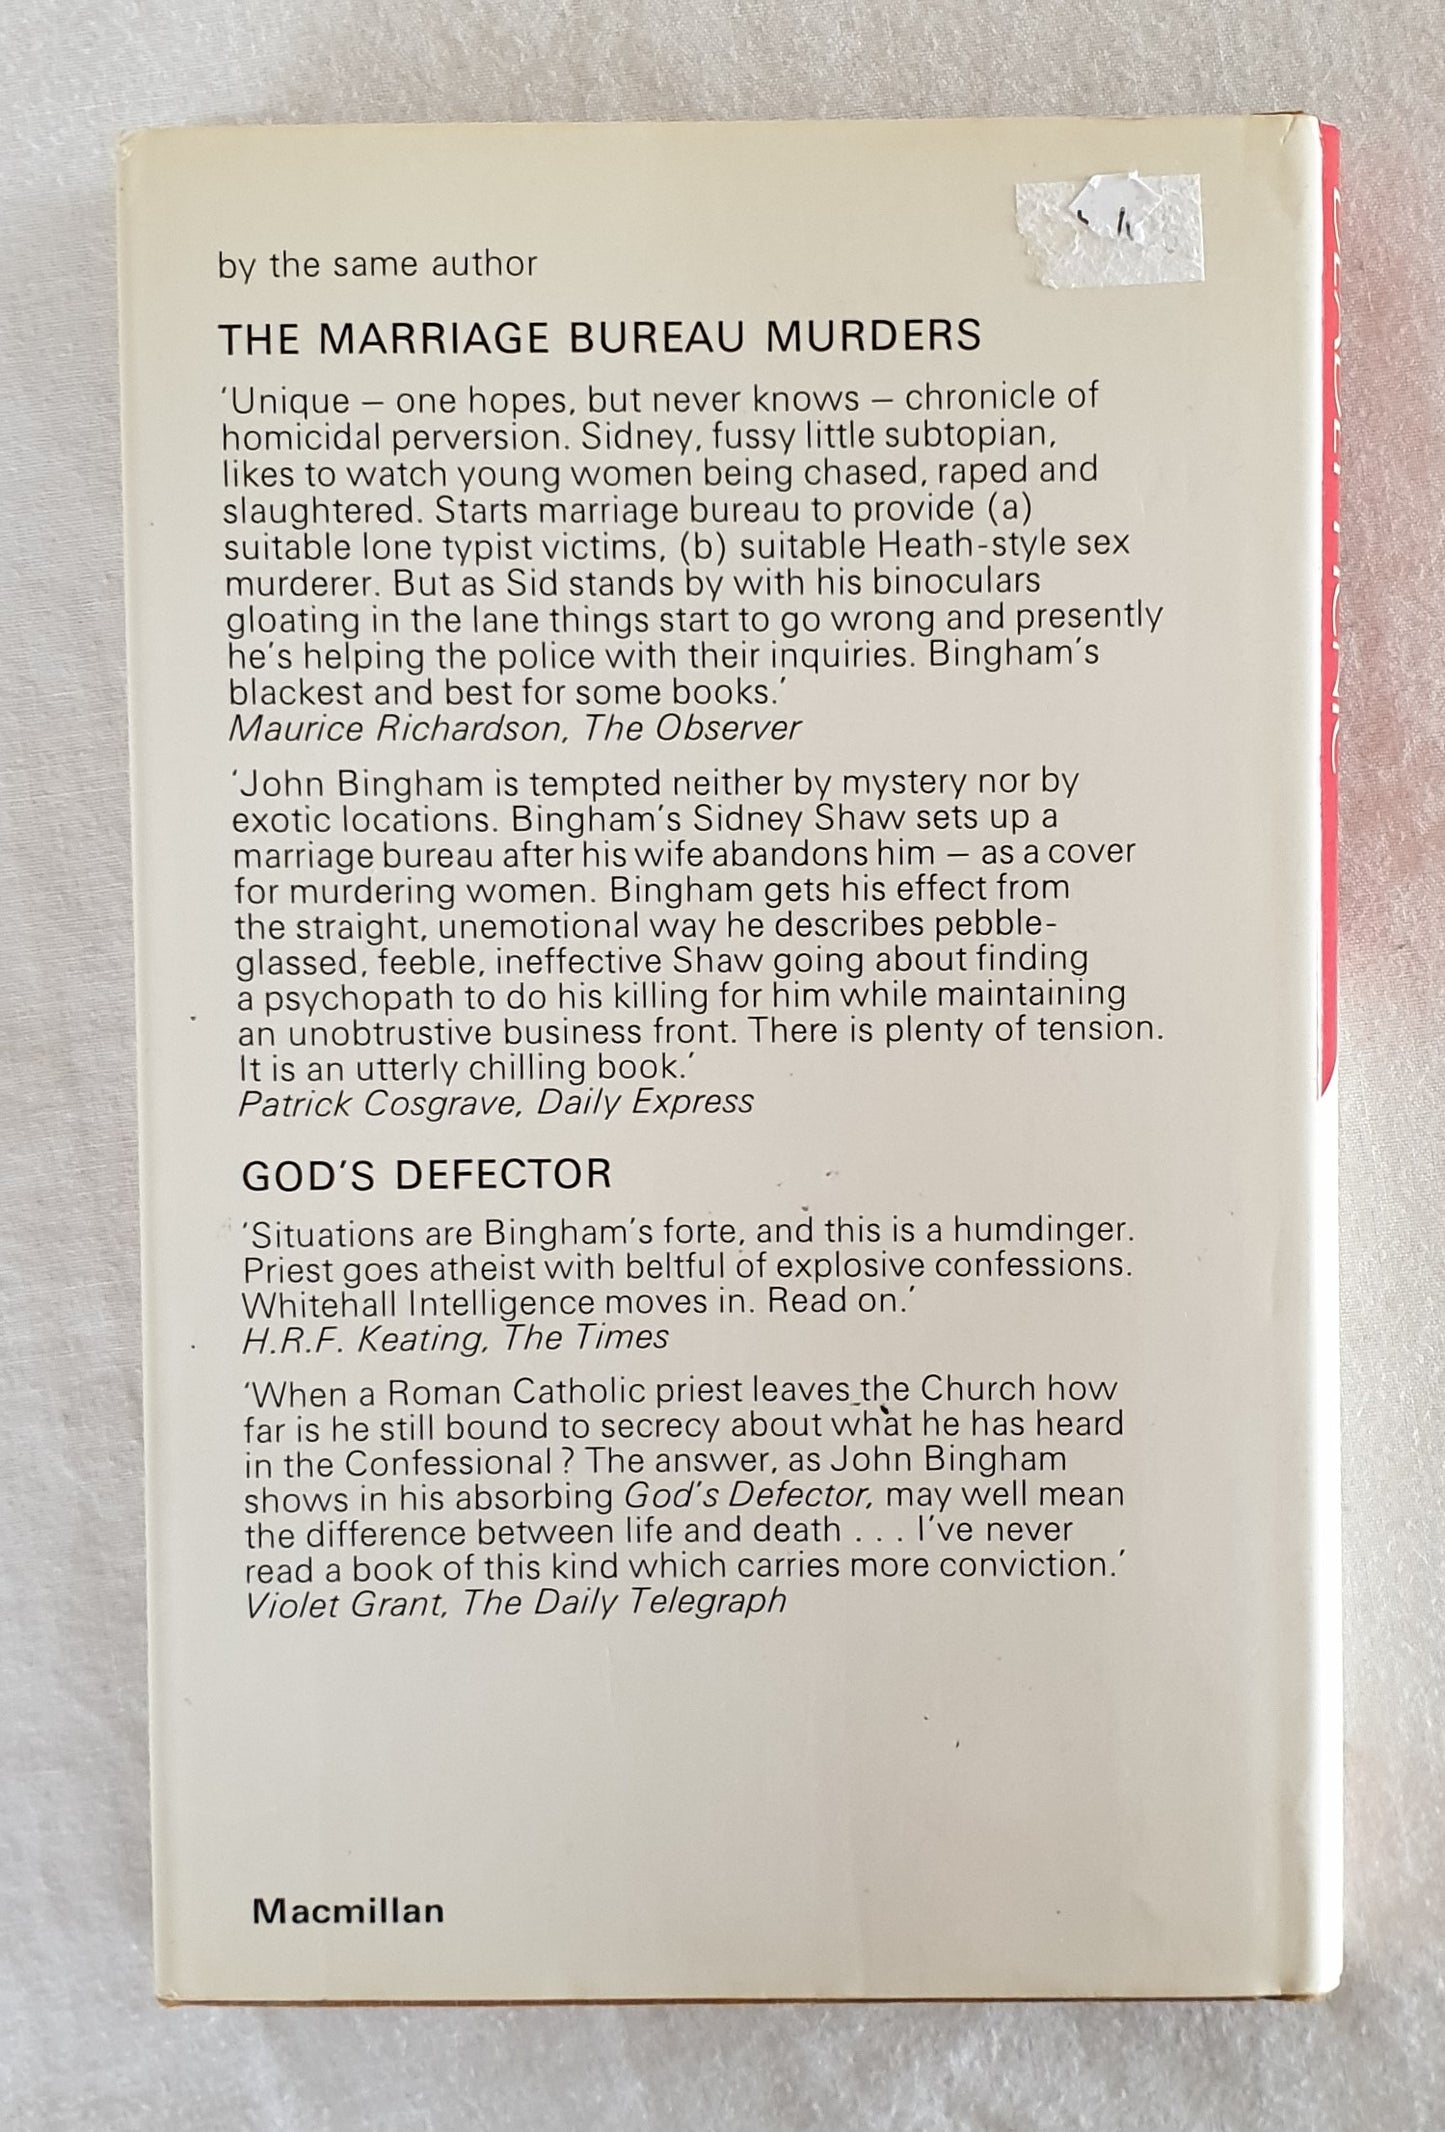 by the same author
THE MARRIAGE BUREAU MURDERS
‘Unique – one hopes, but never knows – chronicle of
homicidal perversion. Sidney, fussy little subtopian,
likes to watch young women being chased, raped and
slaughtered. Starts marriage bureau to provide (a)
suitable lone typist victims, (b) suitable Heath-style sex
murderer. But as Sid stands by with his binoculars
gloating in the lane things start to go wrong and presently
he's helping the police with their inquiries. Bingham's
blackest and best for some books.’
Maurice Richardson, The Observer
‘John Bingham is tempted neither by mystery nor by
exotic locations. Bingham's Sidney Shaw sets up a
marriage bureau after his wife abandons him – as a cover
for murdering women. Bingham gets his effect from
the straight, unemotional way he describes pebble-
glassed, feeble, ineffective Shaw going about finding
a psychopath to do his killing for him while maintaining
an unobtrustive business front. There is plenty of tension.
It is an utterly chilling book.’
Patrick Cosgrave, Daily Express
GOD'S DEFECTOR
‘Situations are Bingham's forte, and this is a humdinger.
Priest goes atheist with beltful of explosive confessions.
Whitehall Intelligence moves in. Read on.’
H.R.F. Keating, The Times
‘When a Roman Catholic priest leaves the Church how
far is he still bound to secrecy about what he has heard
in the Confessional? The answer, as John Bingham
shows in his absorbing God's Defector, may well mean
the difference between life and death . . . I've never
read a book of this kind which carries more conviction.’
Violet Grant, The Daily Telegraph
Macmillan